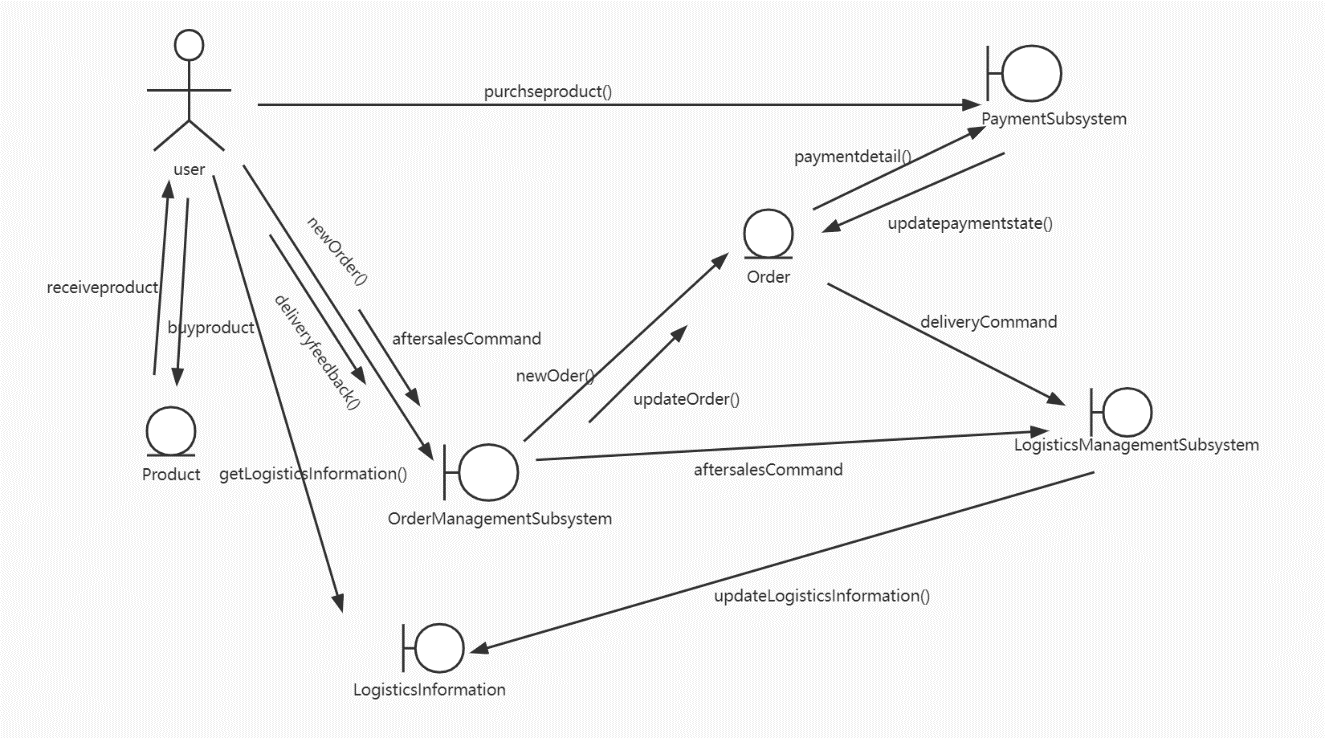 purchseproduct()
PaymentSubsystem
paymentdetail()
user
updatepaymentstate()
newOrder()
Order
receiveproduct
buyproduct
deliveryfeedback()
aftersalesCommand
deliveryCommand
newOder()
updateOrder()
LogisticsManagementSubsystem
Product
getLogisticsInformation()
aftersalesCommand
OrderManagementSubsystem
updateLogisticsInformation()
LogisticsInformation